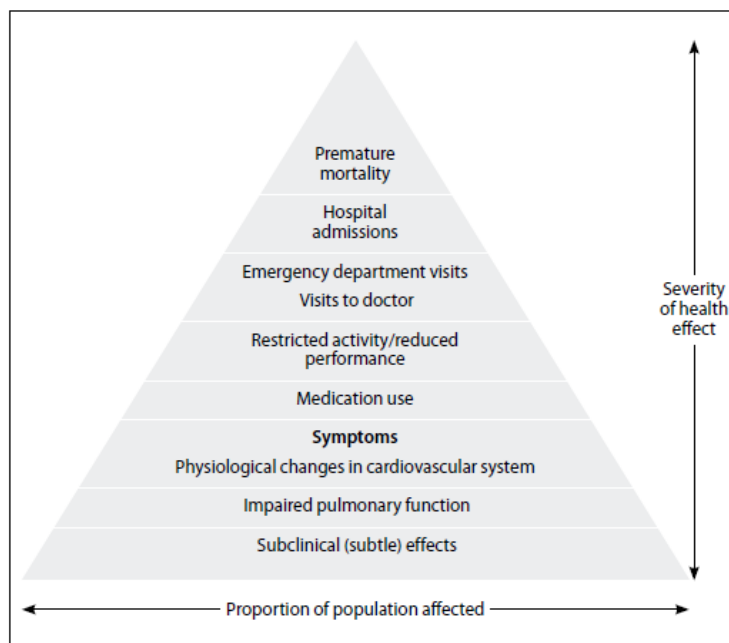 Premature
mortality
Hospital
admissions
Emergency department visits
Visits to doctor
Restricted activity/reduced
performance
Medication use
Symptoms
Physiological changes in cardiovascular system
Impaired pulmonary function
Subclinical (subtle) effects
Severity
of health
effect
Proportion of population affected